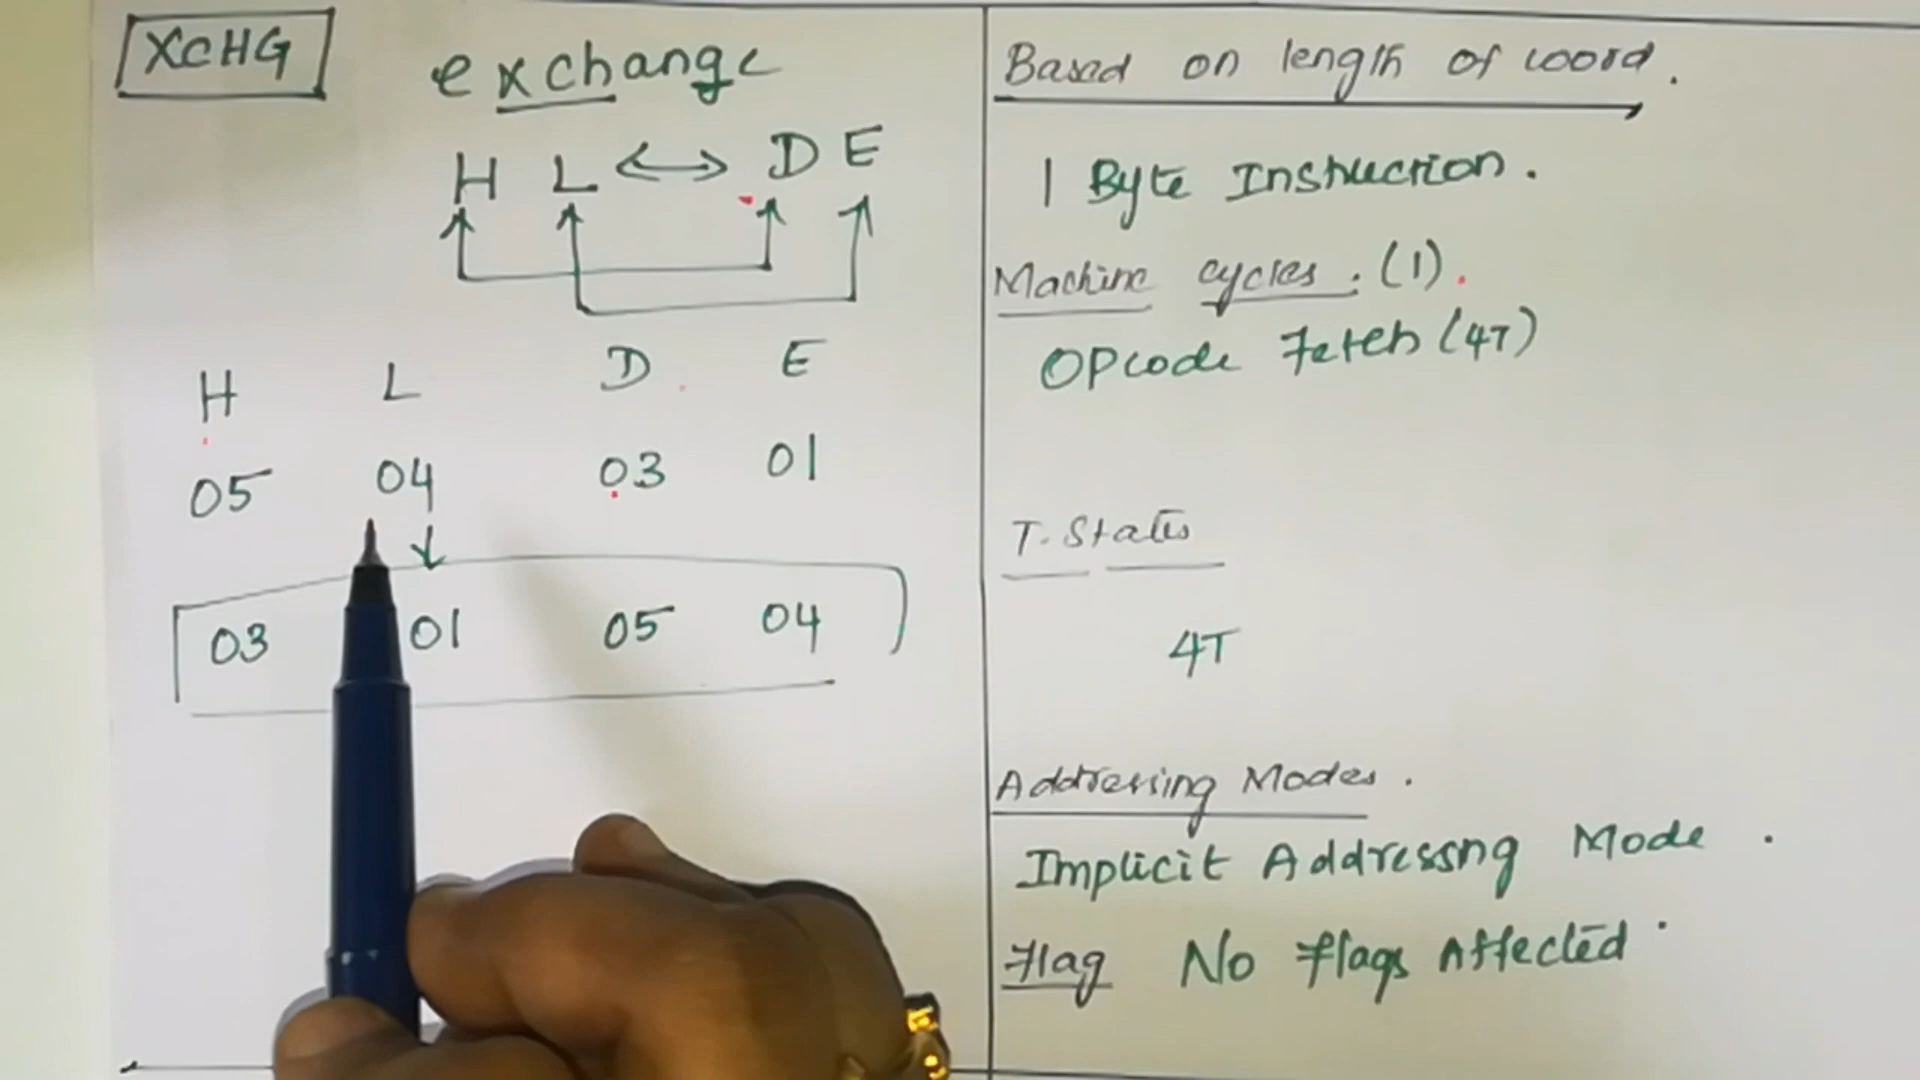 XCHG
exchange
H L ⟷ D E
H L D E
05 04 03 01
03 01 05 04
Based on length of word.
1 Byte Instruction.
Machine cycles. (1).
Opcode Fetch (4T)
T. States
4T
Addressing Modes.
Implicit Addressng Mode.
Flag No Flags Affected.